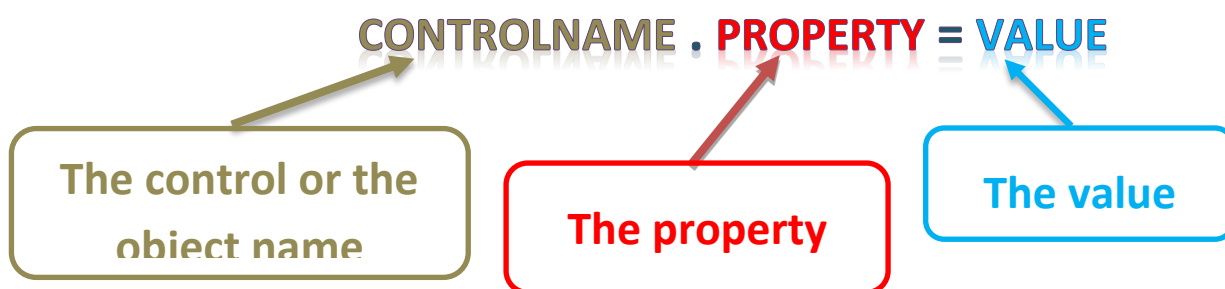 CONTROLNAME . PROPERTY = VALUE
The control or the
object name
The property
The value